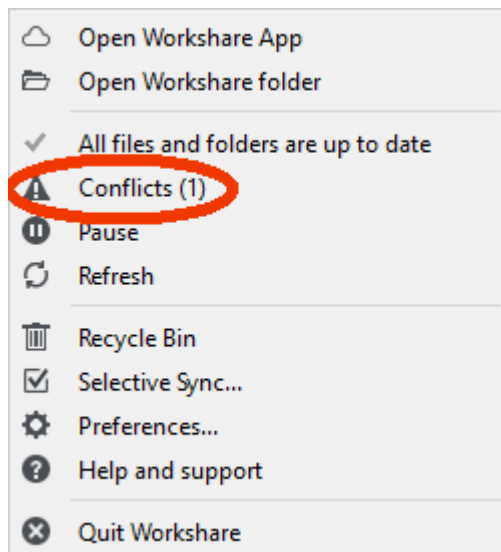 Open Workshare App
Open Workshare folder
All files and folders are up to date
Conflicts (1)
Pause
Refresh
Recycle Bin
Selective Sync...
Preferences...
Help and support
Quit Workshare